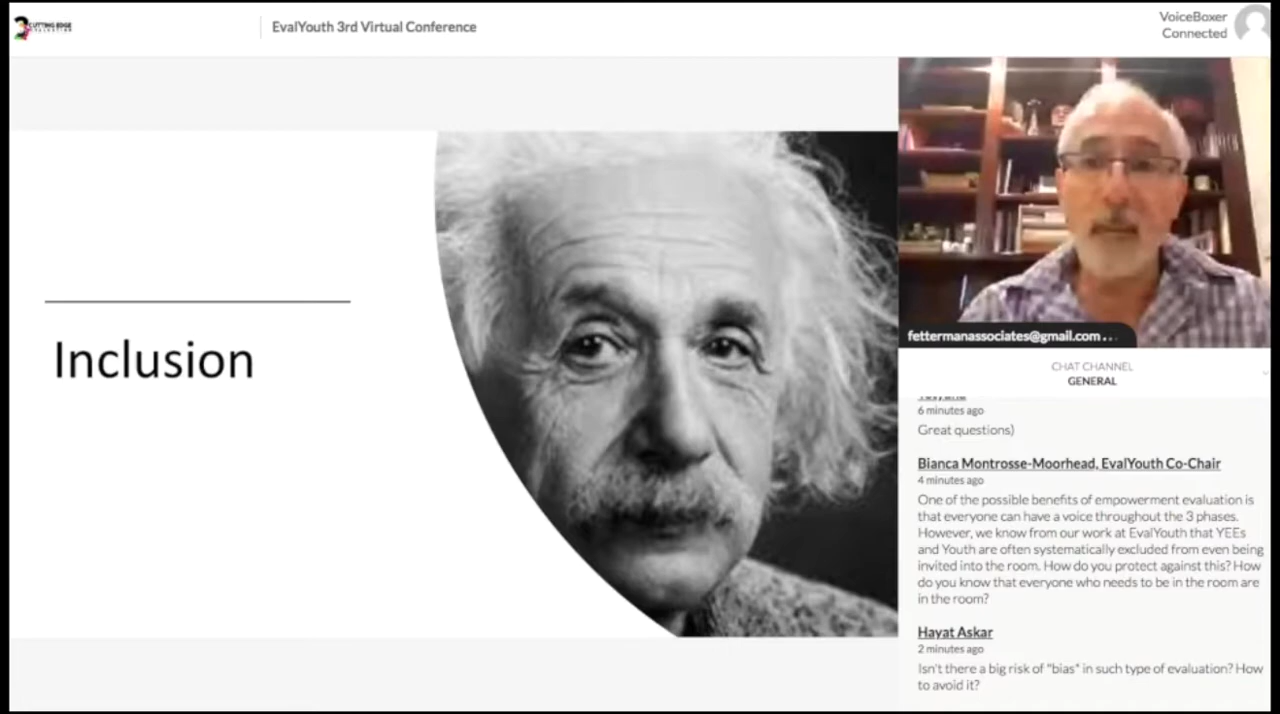 CUTTING EDGE
EvalYouth 3rd Virtual Conference
VoiceBoxer
Connected
Inclusion
fettermanassociates@gmail.com ...
CHAT CHANNEL
GENERAL
6 minutes ago
Great questions)
Bianca Montrosse-Moorhead, EvalYouth Co-Chair
4 minutes ago
One of the possible benefits of empowerment evaluation is
that everyone can have a voice throughout the 3 phases.
However, we know from our work at EvalYouth that YEEs
and Youth are often systematically excluded from even being
invited into the room. How do you protect against this? How
do you know that everyone who needs to be in the room are
in the room?
Hayat Askar
2 minutes ago
Isn't there a big risk of "bias" in such type of evaluation? How
to avoid it?